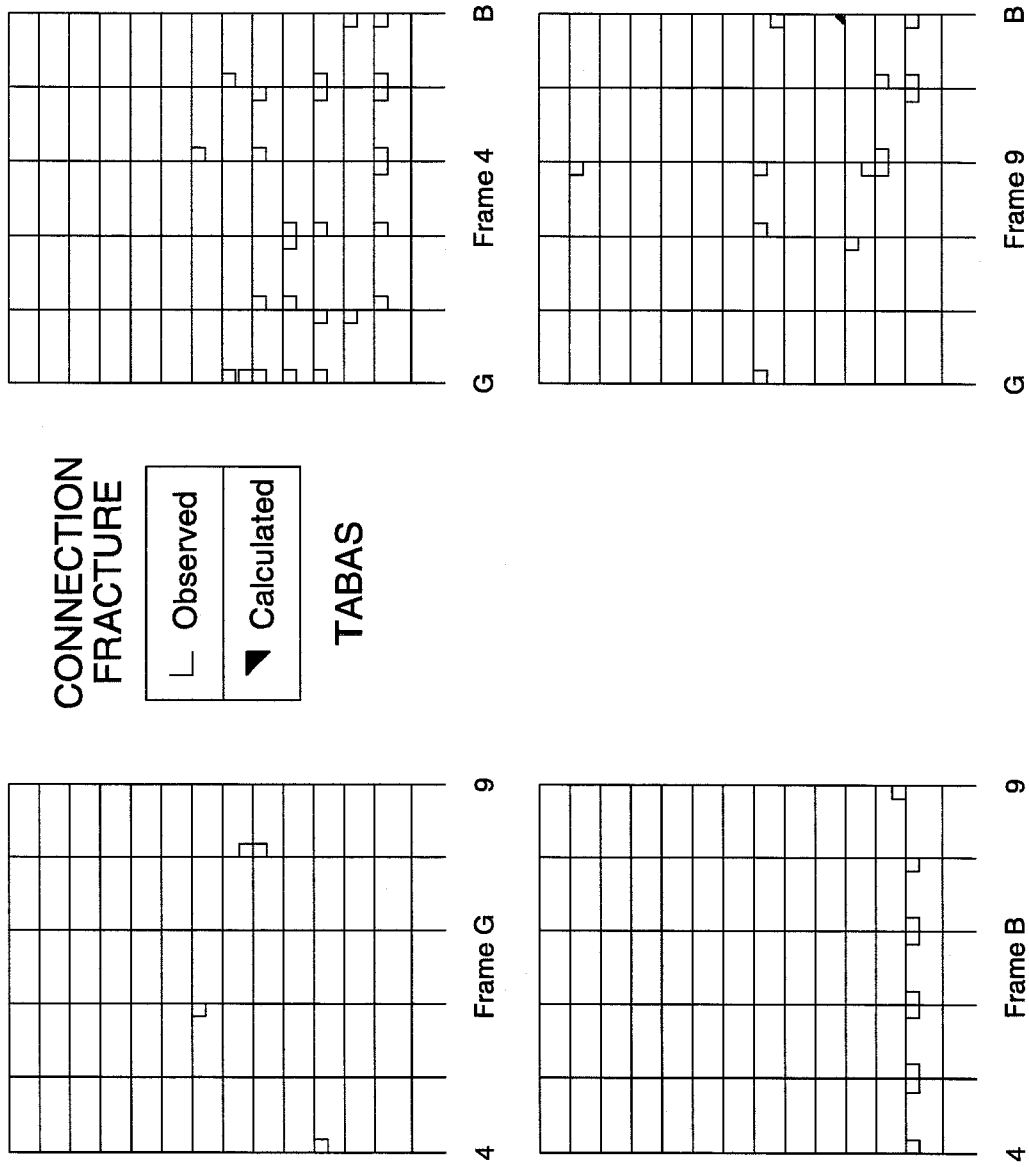 CONNECTION
FRACTURE
Observed
Calculated
TABAS
G Frame 4 B
4 Frame G 9
G Frame 9 B
4 Frame B 9